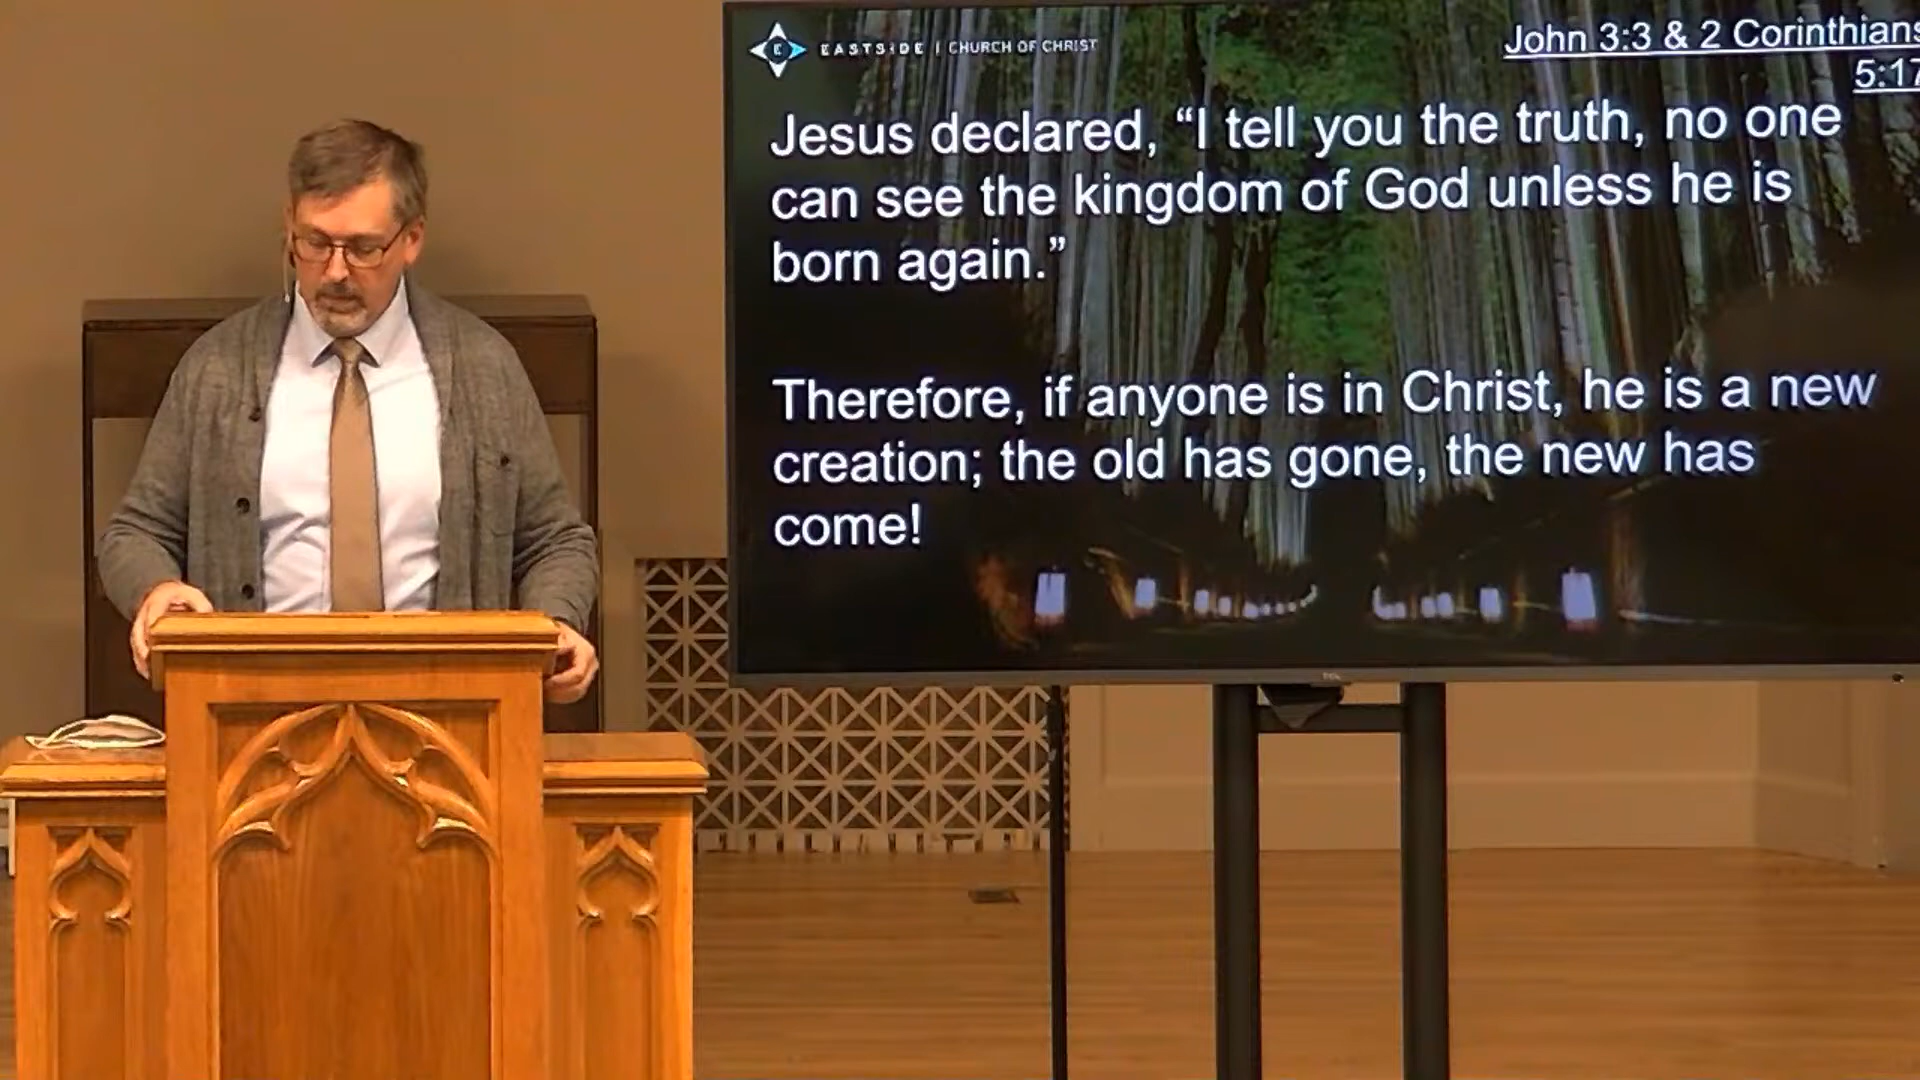 EASTSIDE | CHURCH OF CHRIST
John 3:3 & 2 Corinthians
5:17
Jesus declared, “I tell you the truth, no one
can see the kingdom of God unless he is
born again.”
Therefore, if anyone is in Christ, he is a new
creation; the old has gone, the new has
come!
TCL